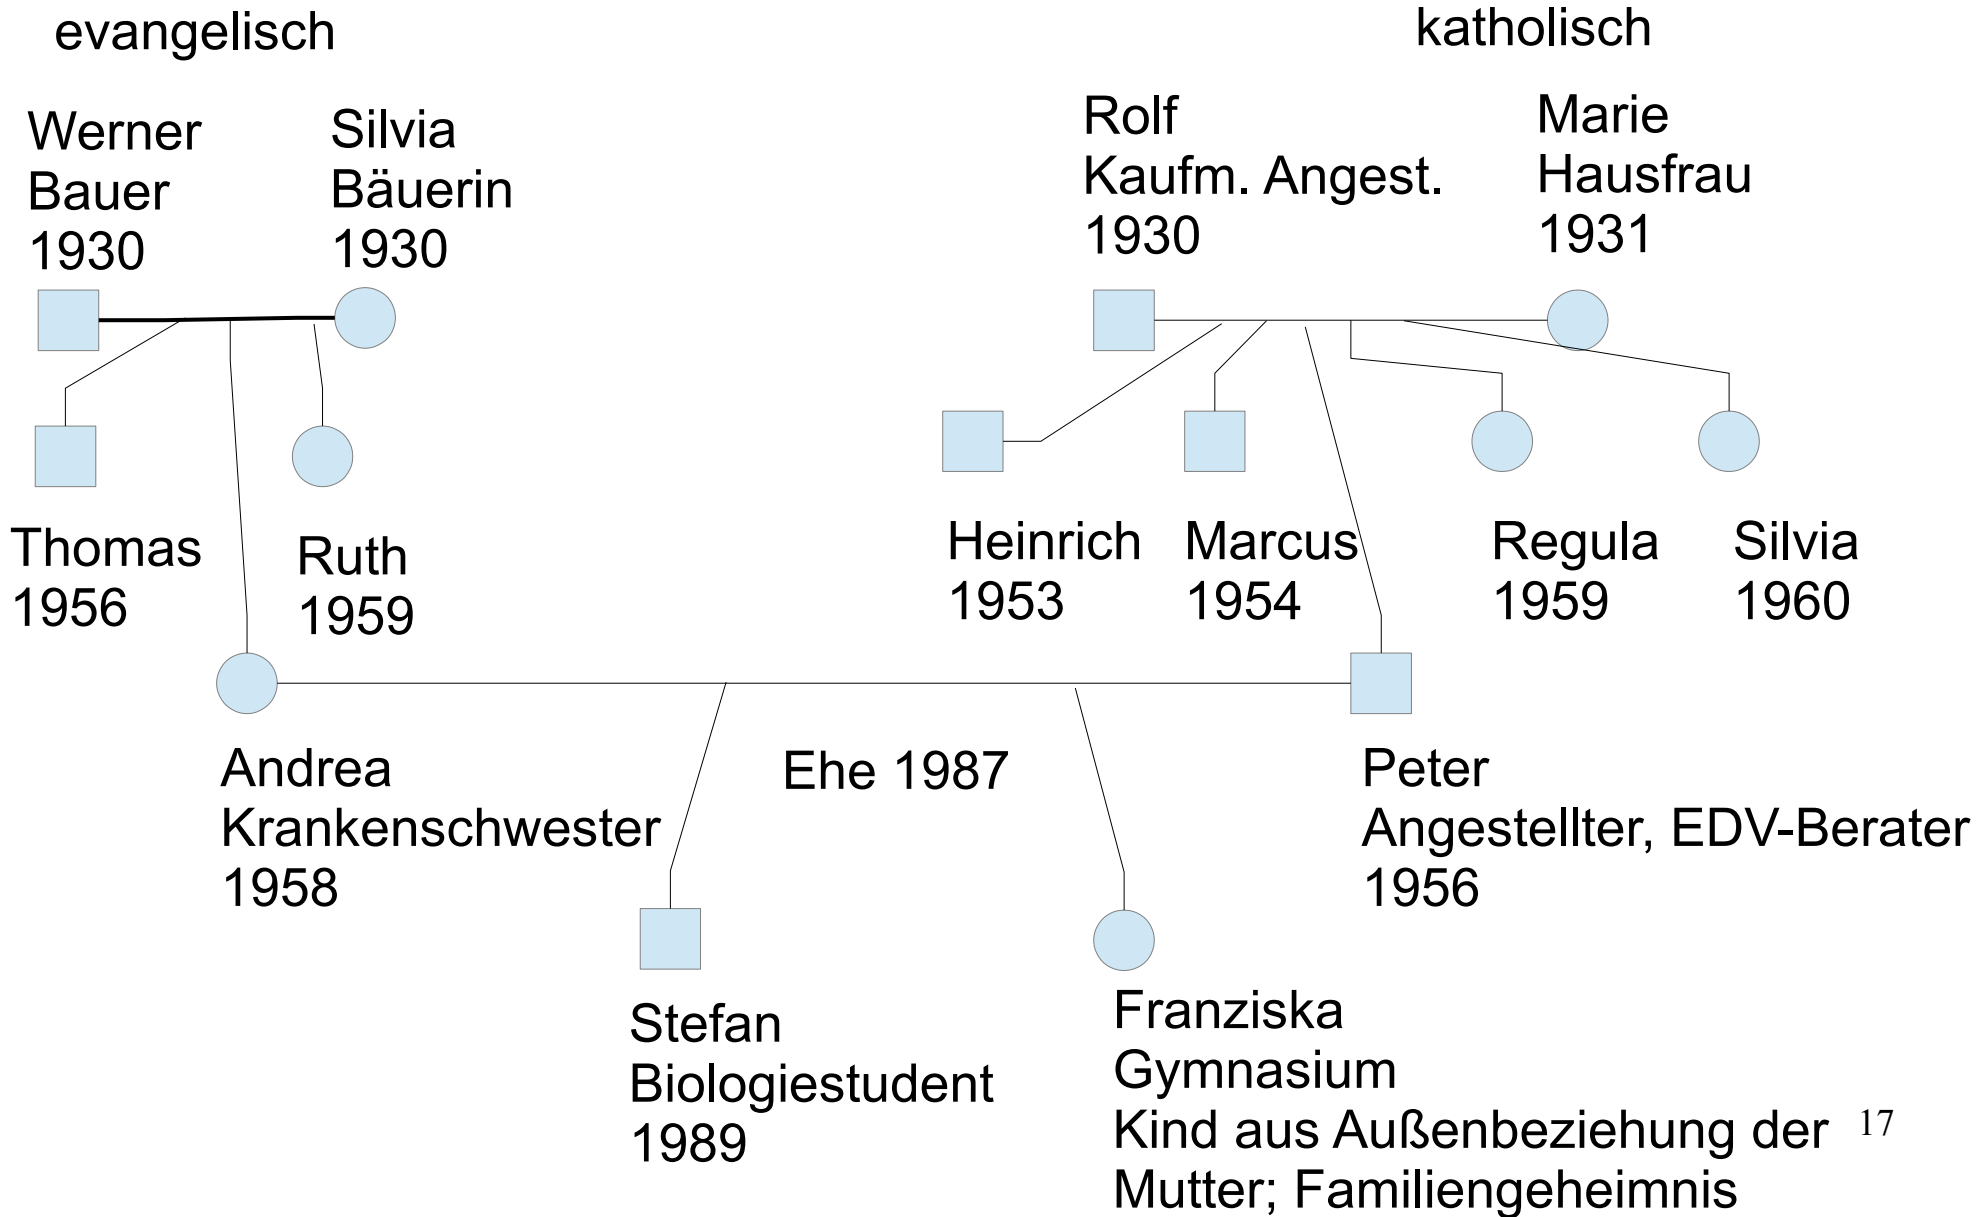 evangelisch
katholisch
Werner
Bauer
1930
Silvia
Bäuerin
1930
Rolf
Kaufm. Angest.
1930
Marie
Hausfrau
1931
Thomas
1956
Ruth
1959
Heinrich
1953
Marcus
1954
Regula
1959
Silvia
1960
Andrea
Krankenschwester
1958
Ehe 1987
Peter
Angestellter, EDV-Berater
1956
Stefan
Biologiestudent
1989
Franziska
Gymnasium
Kind aus Außenbeziehung der
Mutter; Familiengeheimnis
17